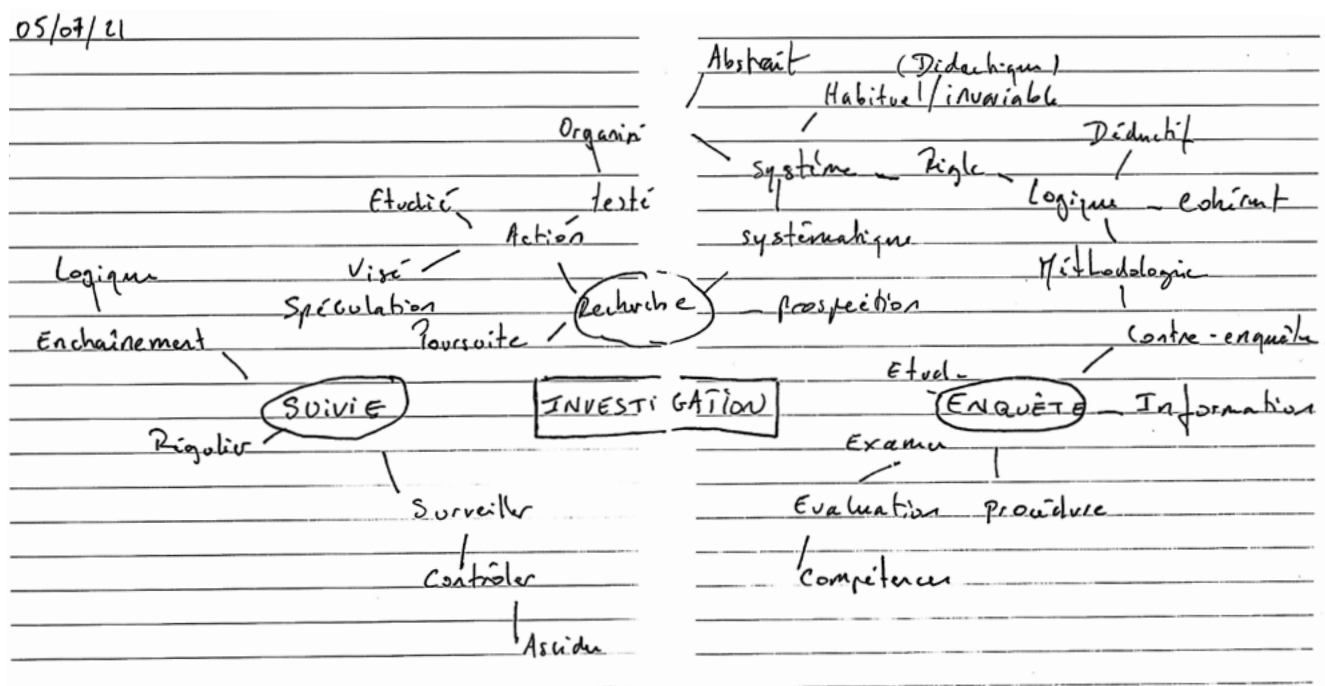 05/07/21
Abstrait (Didactique)
Habituel/invariable
Organisé Déductif
Système Règle
Etudié testé Logique Cohérent
Action systématique
Logique Visé Méthodologie
Spéculation Recherche prospection
Enchaînement Poursuite Contre-enquête
Etude
SUIVIE INVESTIGATION ENQUÊTE Information
Régulier Examen
Surveiller Evaluation procédure
Contrôler Compétences
Ascidu